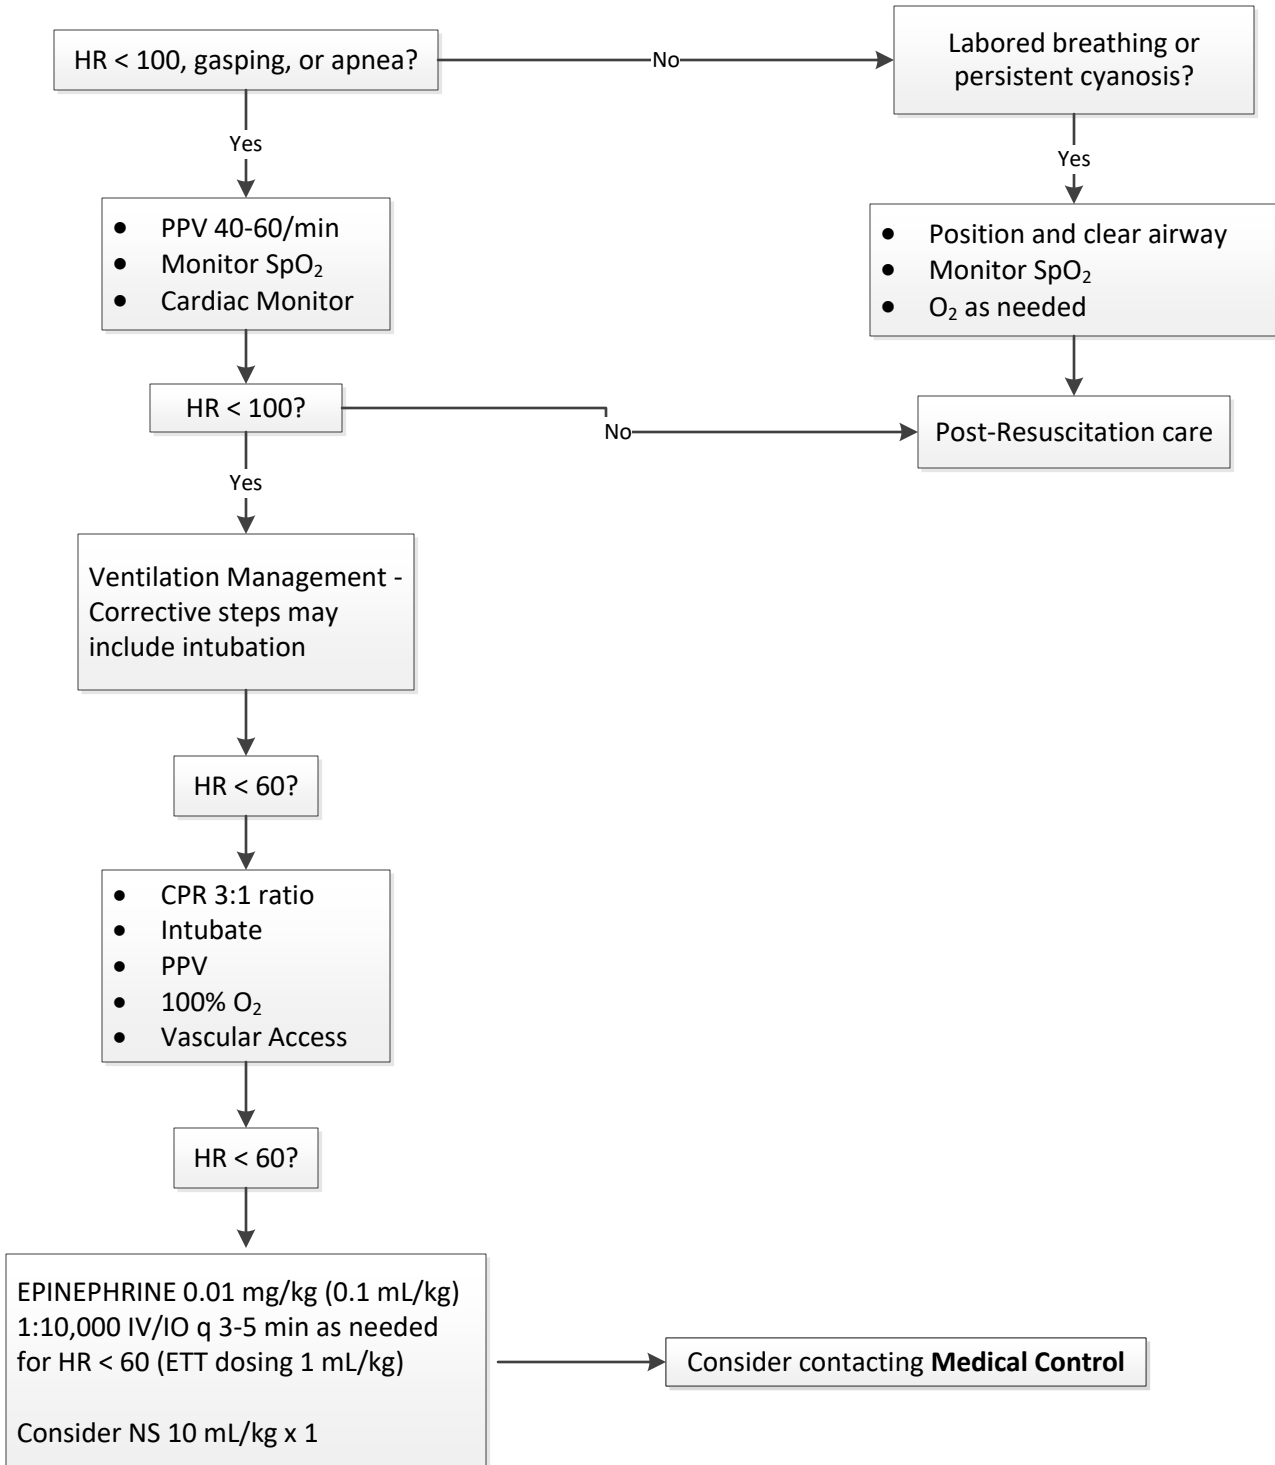 HR < 100, gasping, or apnea?
No
Labored breathing or
persistent cyanosis?
Yes
Yes
• PPV 40-60/min
• Monitor SpO₂
• Cardiac Monitor
• Position and clear airway
• Monitor SpO₂
• O₂ as needed
HR < 100?
No
Post-Resuscitation care
Yes
Ventilation Management -
Corrective steps may
include intubation
HR < 60?
• CPR 3:1 ratio
• Intubate
• PPV
• 100% O₂
• Vascular Access
HR < 60?
EPINEPHRINE 0.01 mg/kg (0.1 mL/kg)
1:10,000 IV/IO q 3-5 min as needed
for HR < 60 (ETT dosing 1 mL/kg)
Consider NS 10 mL/kg x 1
Consider contacting Medical Control